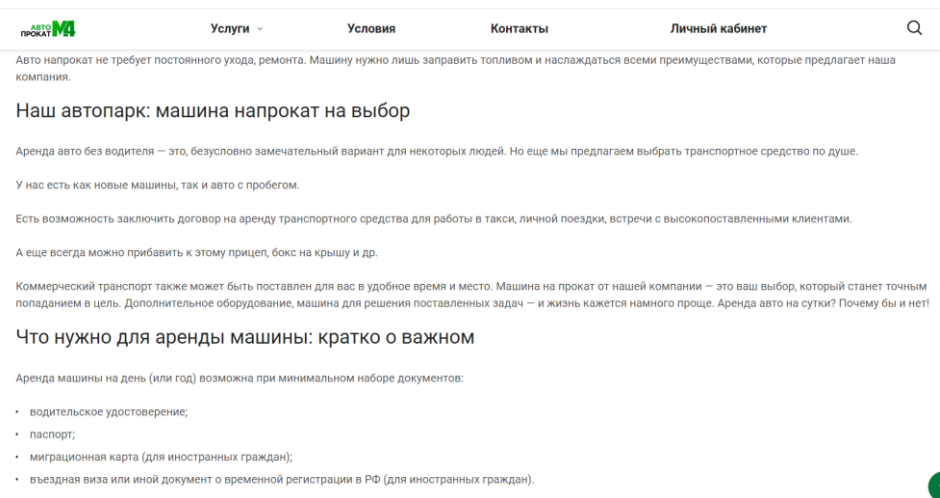 АВТО
ПРОКАТ М4
Услуги
Условия
Контакты
Личный кабинет
Авто напрокат не требует постоянного ухода, ремонта. Машину нужно лишь заправить топливом и наслаждаться всеми преимуществами, которые предлагает наша
компания.
Наш автопарк: машина напрокат на выбор
Аренда авто без водителя — это, безусловно замечательный вариант для некоторых людей. Но еще мы предлагаем выбрать транспортное средство по душе.
У нас есть как новые машины, так и авто с пробегом.
Есть возможность заключить договор на аренду транспортного средства для работы в такси, личной поездки, встречи с высокопоставленными клиентами.
А еще всегда можно прибавить к этому прицеп, бокс на крышу и др.
Коммерческий транспорт также может быть поставлен для вас в удобное время и место. Машина на прокат от нашей компании — это ваш выбор, который станет точным
попаданием в цель. Дополнительное оборудование, машина для решения поставленных задач — и жизнь кажется намного проще. Аренда авто на сутки? Почему бы и нет!
Что нужно для аренды машины: кратко о важном
Аренда машины на день (или год) возможна при минимальном наборе документов:
• водительское удостоверение;
• паспорт;
• миграционная карта (для иностранных граждан);
• въездная виза или иной документ о временной регистрации в РФ (для иностранных граждан).